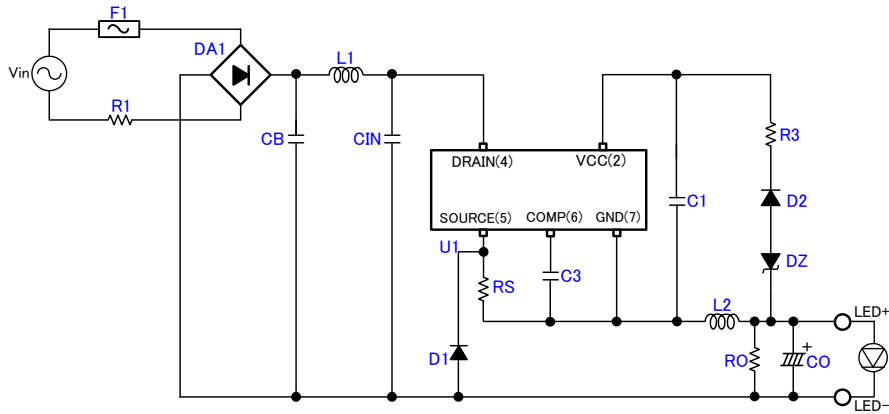 F1
DA1
L1
Vin
R1
CB
CIN
DRAIN(4)
VCC(2)
R3
SOURCE(5)
COMP(6)
GND(7)
C1
D2
U1
DZ
RS
C3
L2
LED+
D1
RO
+
CO
LED-